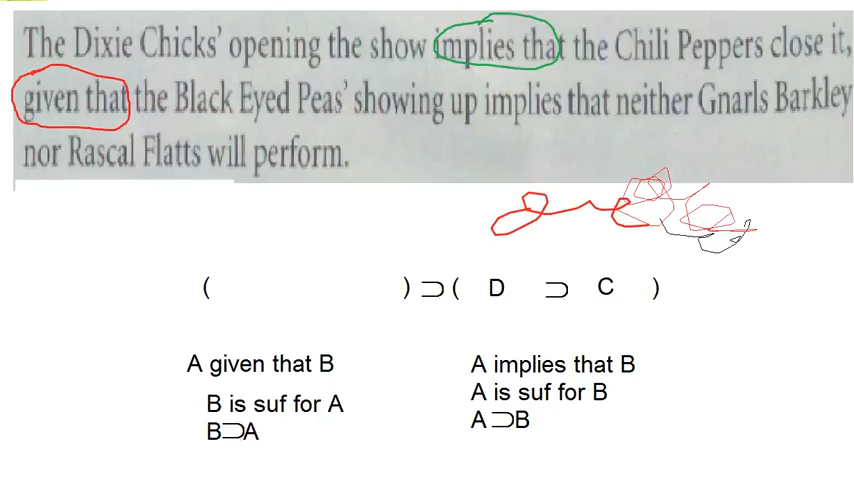 The Dixie Chicks' opening the show implies that the Chili Peppers close it,
given that the Black Eyed Peas' showing up implies that neither Gnarls Barkley
nor Rascal Flatts will perform.
( ) ⊃ ( D ⊃ C )
A given that B
B is suf for A
B⊃A
A implies that B
A is suf for B
A ⊃B